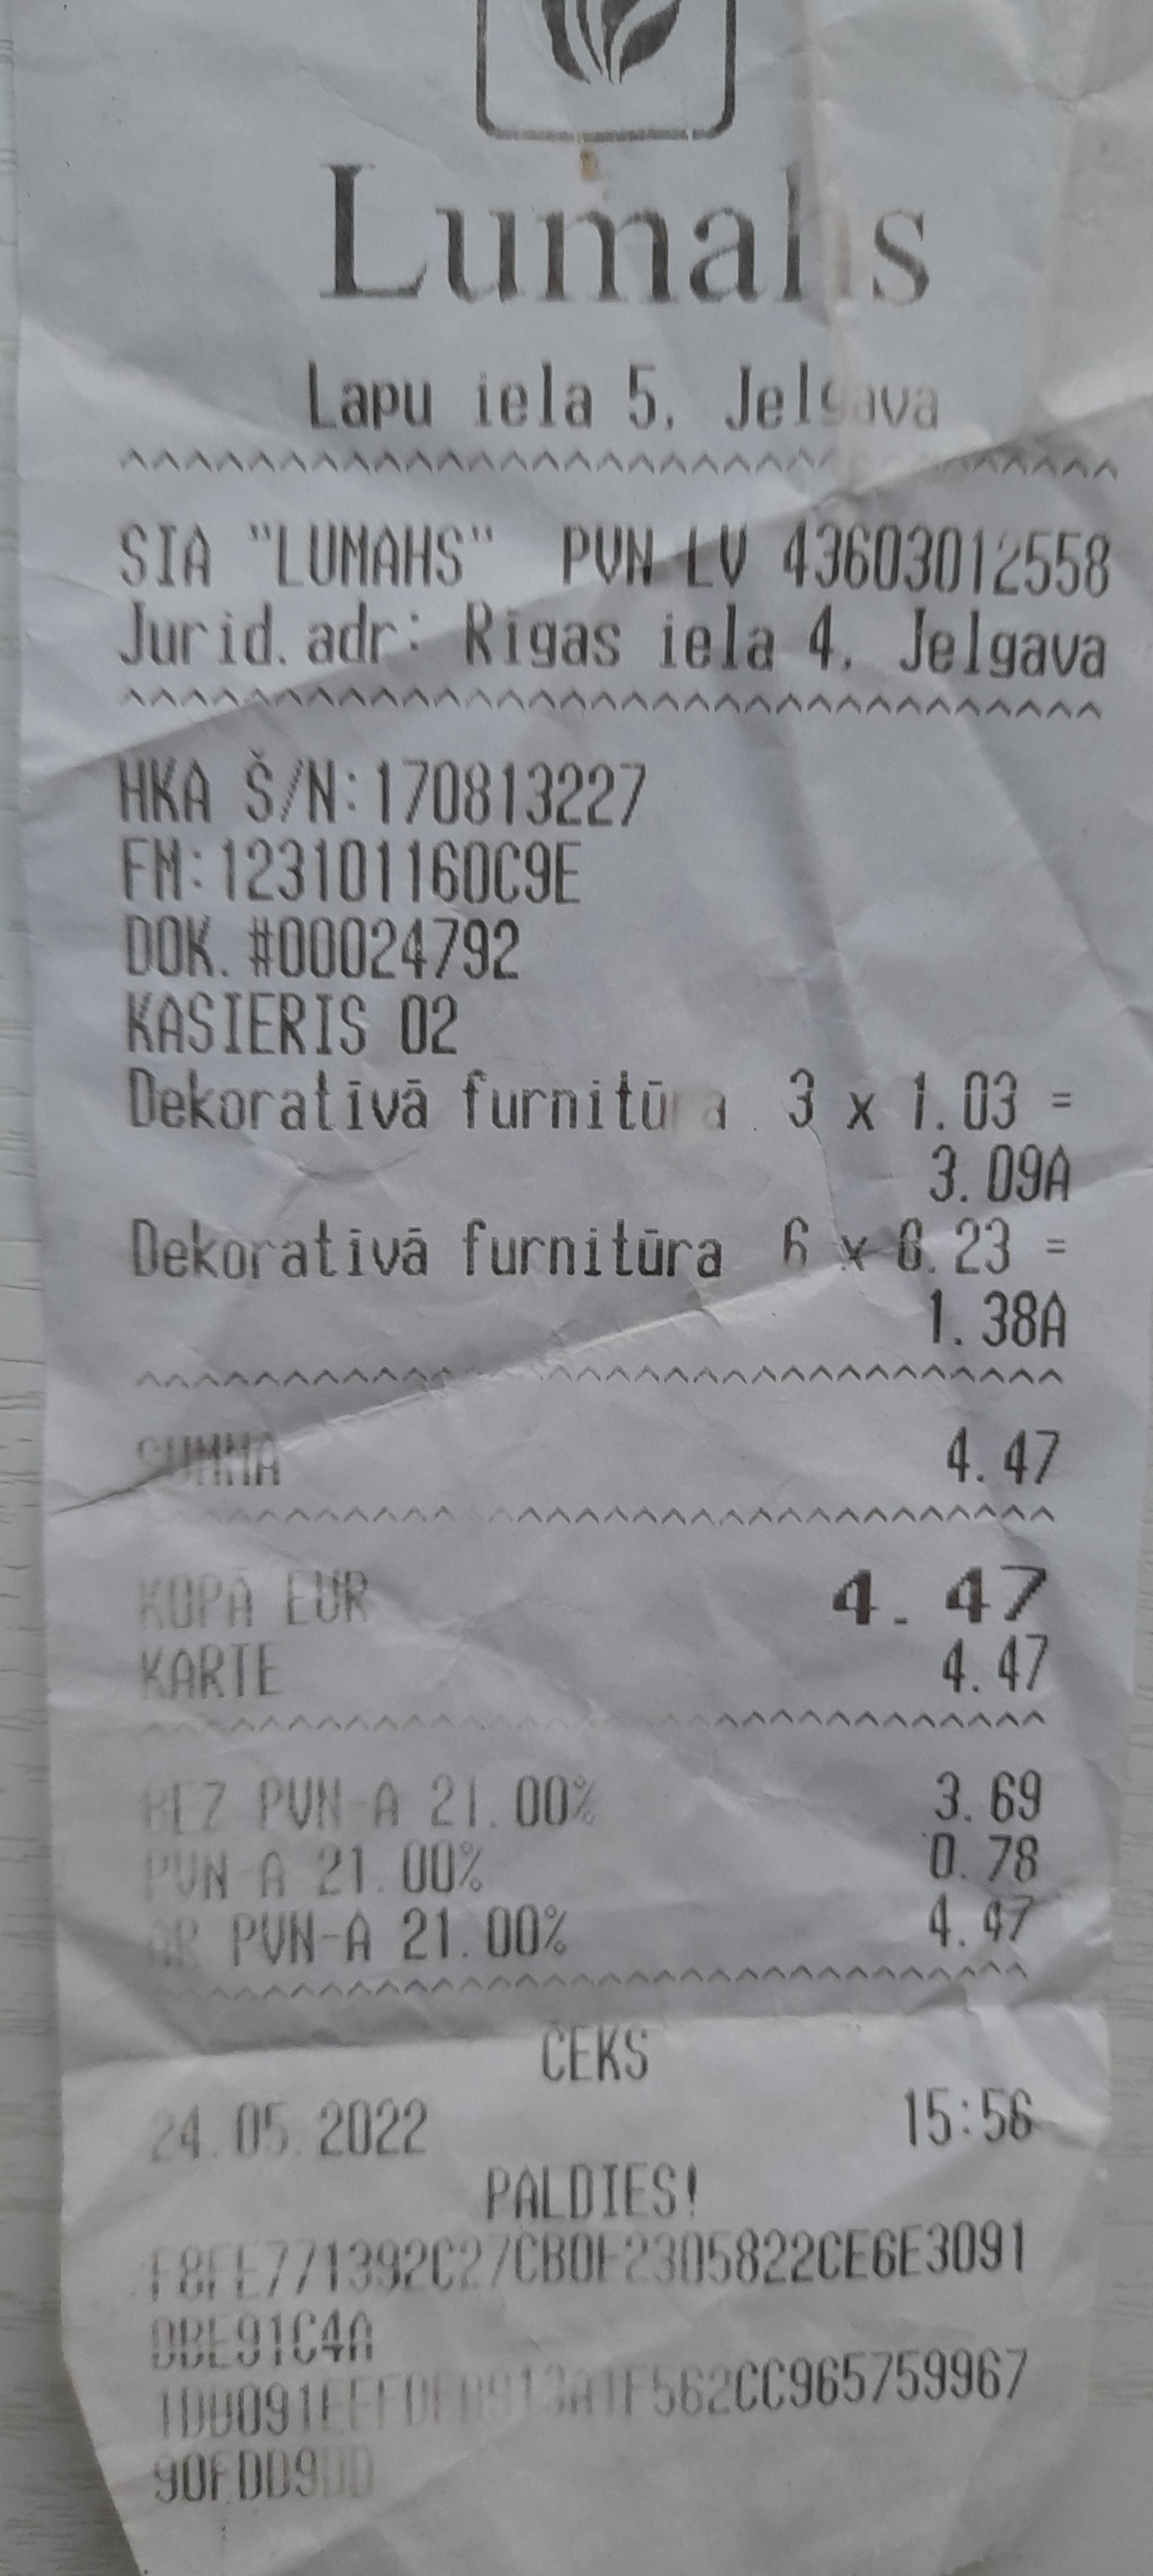 Lumahs
Lapu iela 5, Jelgava
^^^^^^^^^^^^^^^^^^^^^^^^^^^^^^^^^^
SIA "LUMAHS" PVN LV 43603012558
Jurid.adr: Rīgas iela 4, Jelgava
^^^^^^^^^^^^^^^^^^^^^^^^^^^^^^^^^^
HKA Š/N:170813227
FM:123101160C9E
DOK. #00024792
KASIERIS 02
Dekoratīvā furnitūra 3 x 1.03 =
3.09A
Dekoratīvā furnitūra 6 x 0.23 =
1.38A
^^^^^^^^^^^^^^^^^^^^^^^^^^^^^^^^^^
SUMMA 4.47
^^^^^^^^^^^^^^^^^^^^^^^^^^^^^^^^^^
KOPĀ EUR 4.47
KARTE 4.47
^^^^^^^^^^^^^^^^^^^^^^^^^^^^^^^^^^
BEZ PVN-A 21.00% 3.69
PVN-A 21.00% 0.78
AR PVN-A 21.00% 4.47
^^^^^^^^^^^^^^^^^^^^^^^^^^^^^^^^^^
ČEKS
24.05.2022 15:56
PALDIES!
F8FE771392C27CB0F2305822CE6E3091
DBE91C4A